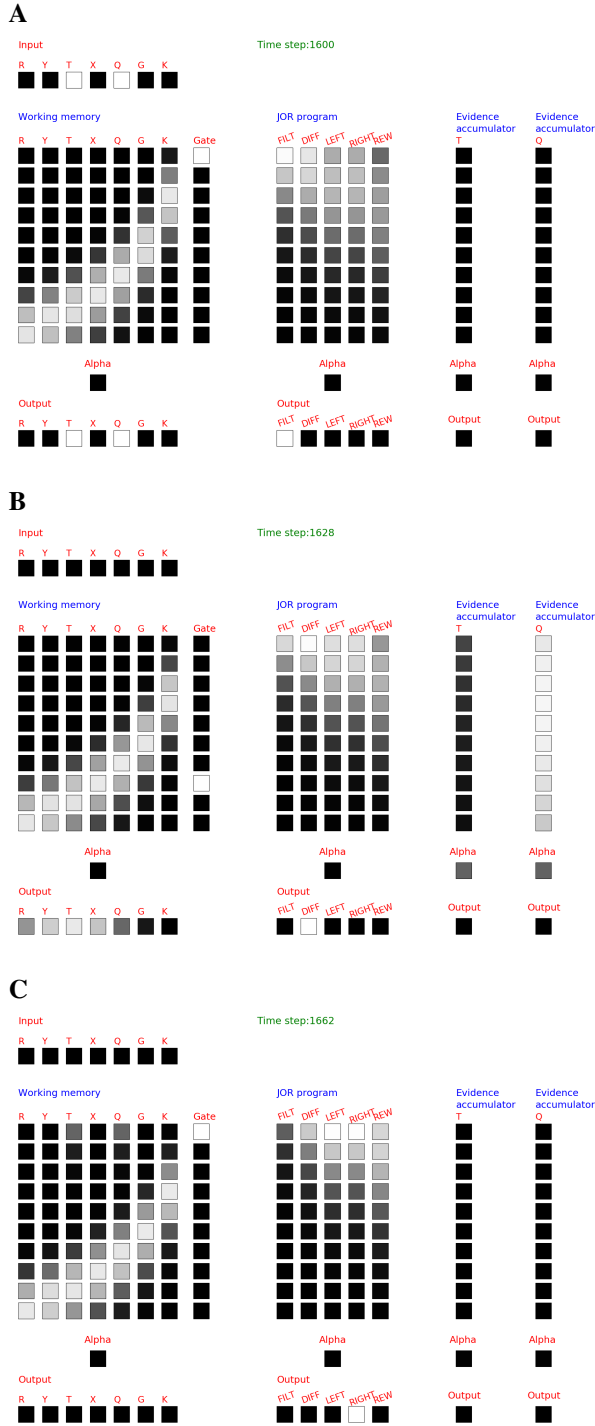 A
Input
Time step:1600
R Y T X Q G K
Working memory
JOR program
Evidence accumulator
Evidence accumulator
R Y T X Q G K Gate
FILT DIFF LEFT RIGHT REW
T
Q
Alpha
Alpha
Alpha
Alpha
Output
Output
Output
Output
R Y T X Q G K
FILT DIFF LEFT RIGHT REW
B
Input
Time step:1628
R Y T X Q G K
Working memory
JOR program
Evidence accumulator
Evidence accumulator
R Y T X Q G K Gate
FILT DIFF LEFT RIGHT REW
T
Q
Alpha
Alpha
Alpha
Alpha
Output
Output
Output
Output
R Y T X Q G K
FILT DIFF LEFT RIGHT REW
C
Input
Time step:1662
R Y T X Q G K
Working memory
JOR program
Evidence accumulator
Evidence accumulator
R Y T X Q G K Gate
FILT DIFF LEFT RIGHT REW
T
Q
Alpha
Alpha
Alpha
Alpha
Output
Output
Output
Output
R Y T X Q G K
FILT DIFF LEFT RIGHT REW